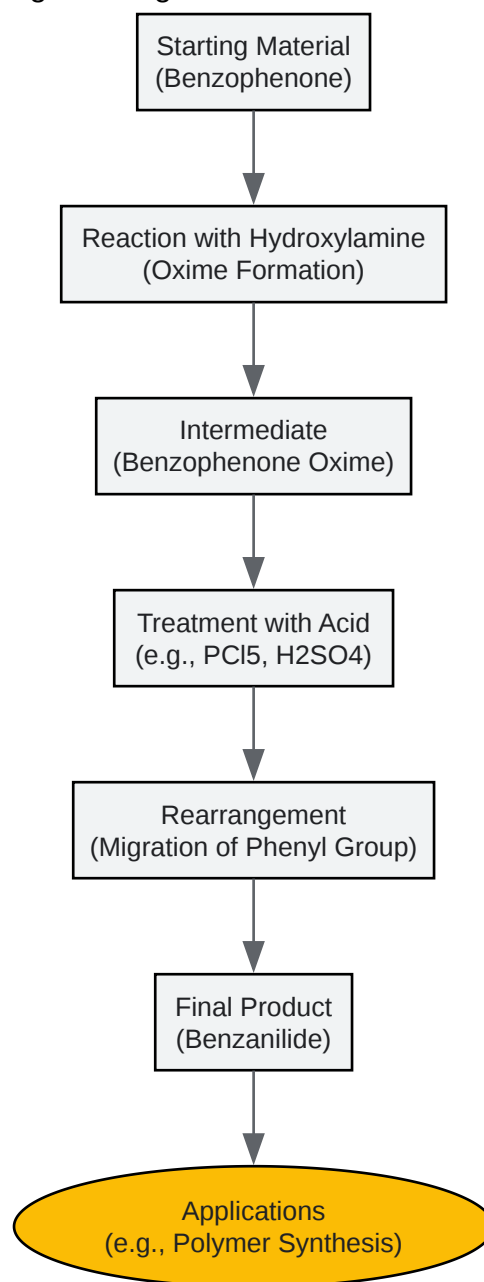 Starting Material
(Benzophenone)
Reaction with Hydroxylamine
(Oxime Formation)
Intermediate
(Benzophenone Oxime)
Treatment with Acid
(e.g., PCl5, H2SO4)
Rearrangement
(Migration of Phenyl Group)
Final Product
(Benzanilide)
Applications
(e.g., Polymer Synthesis)